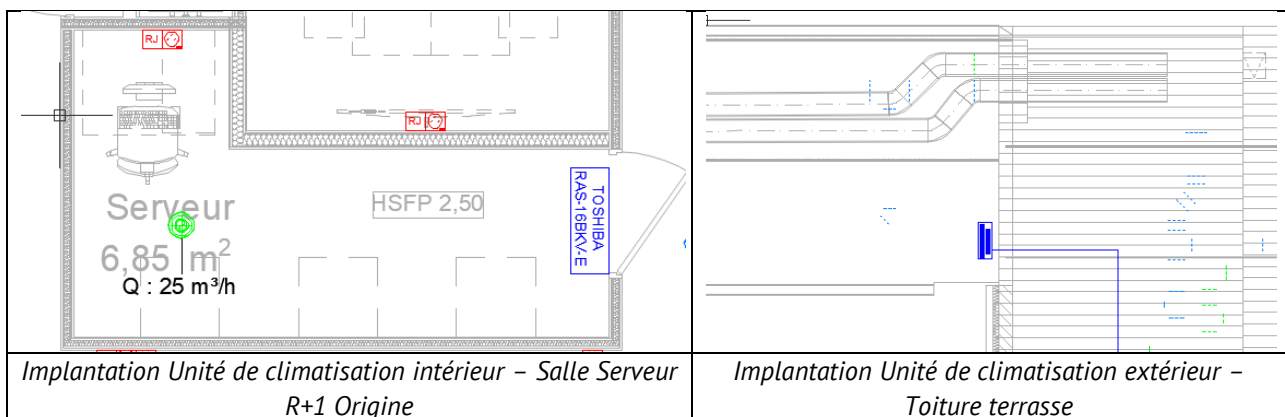 RJ
RJ
TOSHIBA
RAS-16BKV-E
HSFP 2,50
Serveur
6,85 m²
Q : 25 m³/h
Implantation Unité de climatisation intérieur – Salle Serveur
R+1 Origine
Implantation Unité de climatisation extérieur –
Toiture terrasse